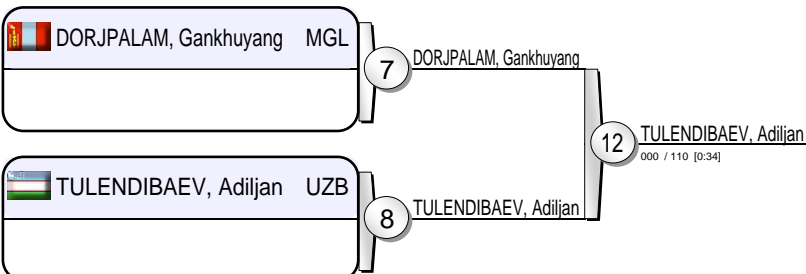 DORJPALAM, Gankhuyang MGL
7
DORJPALAM, Gankhuyang
12
TULENDIBAEV, Adiljan
000 / 110 [0:34]
TULENDIBAEV, Adiljan UZB
8
TULENDIBAEV, Adiljan